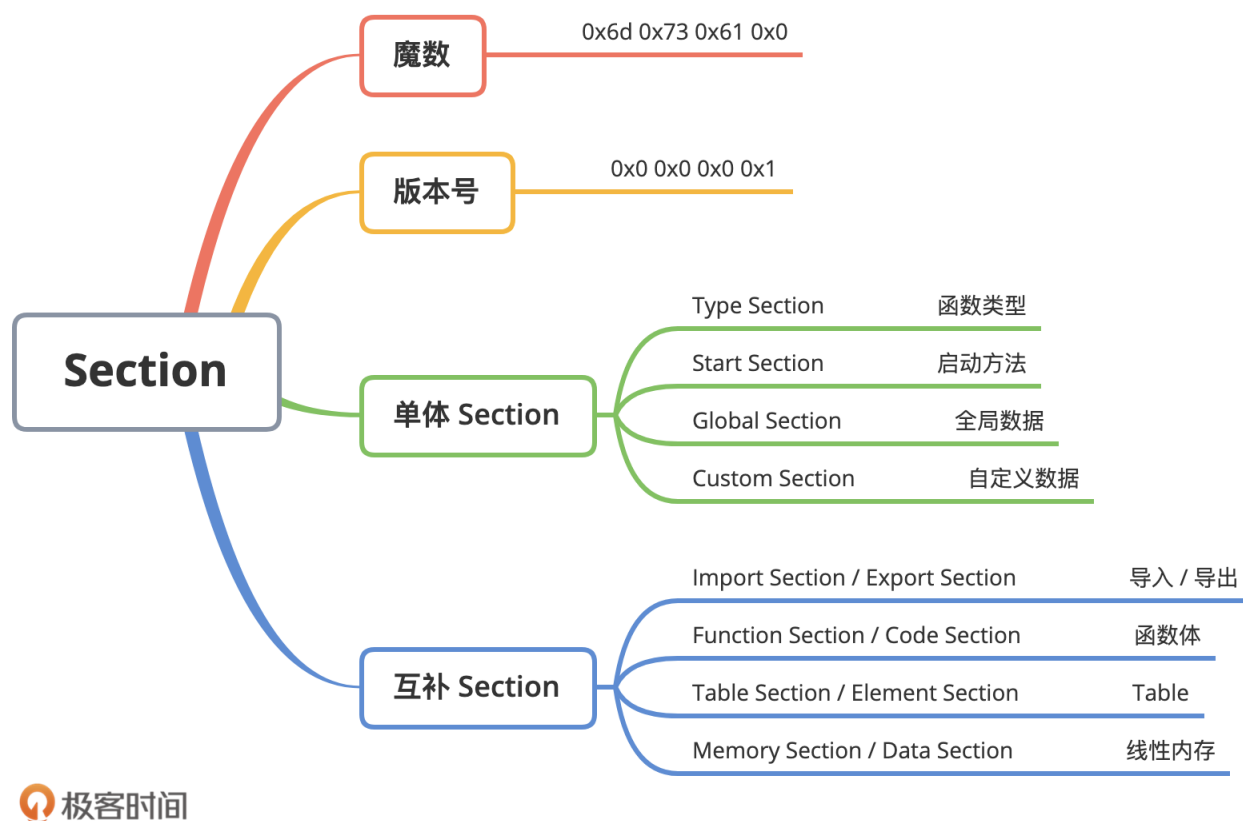 魔数 0x6d 0x73 0x61 0x0
版本号 0x0 0x0 0x0 0x1
Section
单体 Section
Type Section 函数类型
Start Section 启动方法
Global Section 全局数据
Custom Section 自定义数据
互补 Section
Import Section / Export Section 导入 / 导出
Function Section / Code Section 函数体
Table Section / Element Section Table
Memory Section / Data Section 线性内存
极客时间